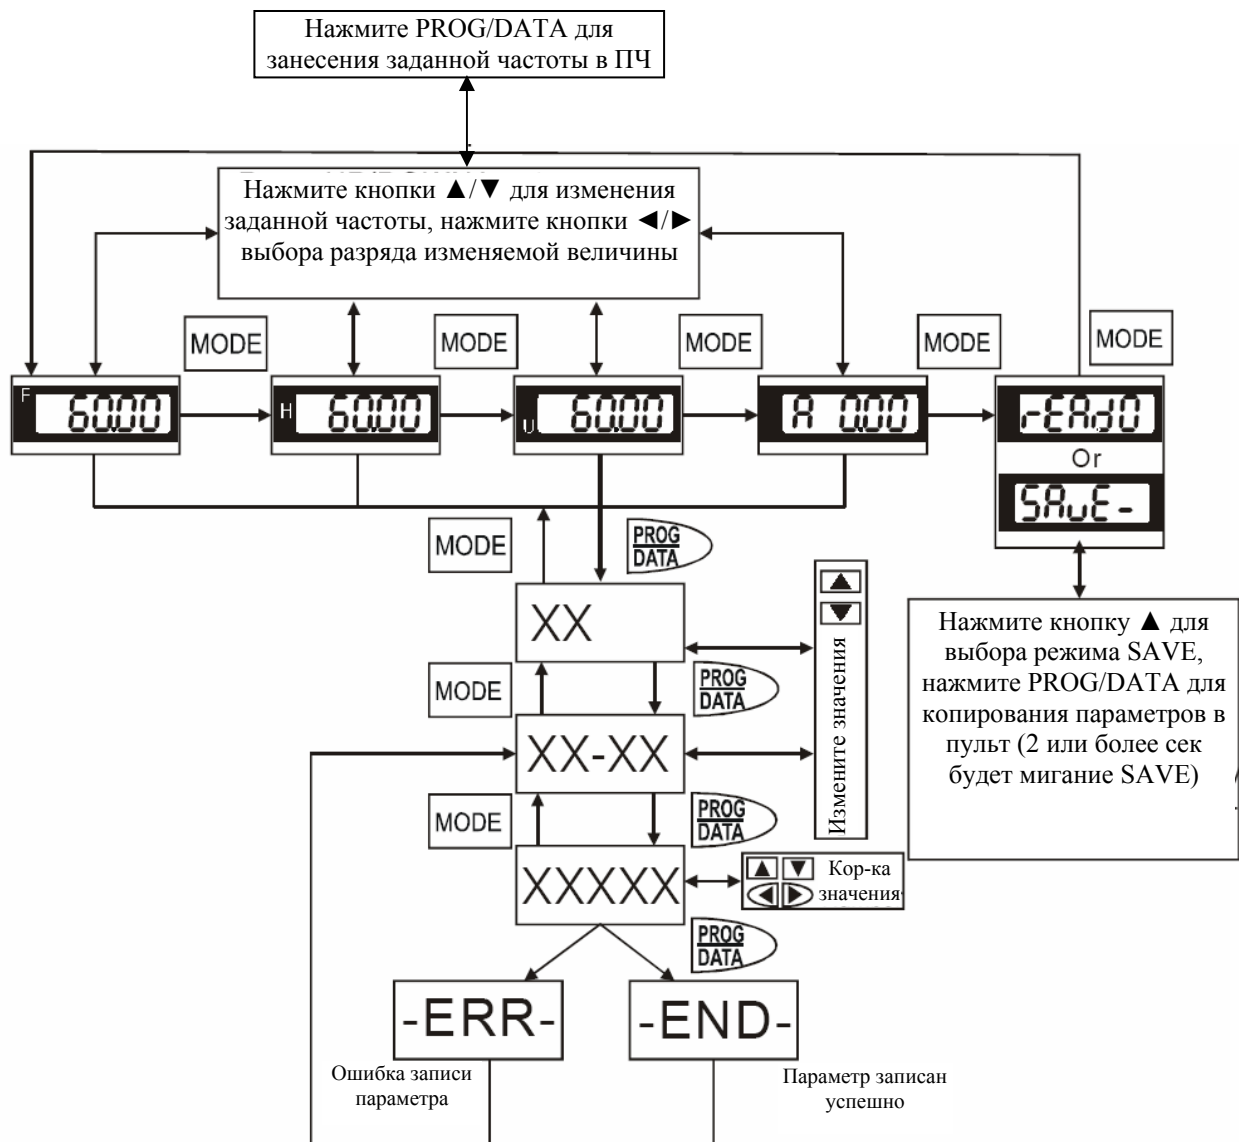 Нажмите PROG/DATA для
занесения заданной частоты в ПЧ
Нажмите кнопки ▲/▼ для изменения
заданной частоты, нажмите кнопки ◄/►
выбора разряда изменяемой величины
MODE
MODE
MODE
MODE
MODE
F 60.00
H 60.00
U 60.00
A 0.00
rEAd0
Or
SAvE-
MODE
PROG
DATA
XX
MODE
PROG
DATA
XX-XX
MODE
PROG
DATA
XXXXX
▲
▼
Измените значения
▲ ▼ Кор-ка
◄ ► значения
PROG
DATA
Нажмите кнопку ▲ для
выбора режима SAVE,
нажмите PROG/DATA для
копирования параметров в
пульт (2 или более сек
будет мигание SAVE)
-ERR-
-END-
Ошибка записи
параметра
Параметр записан
успешно